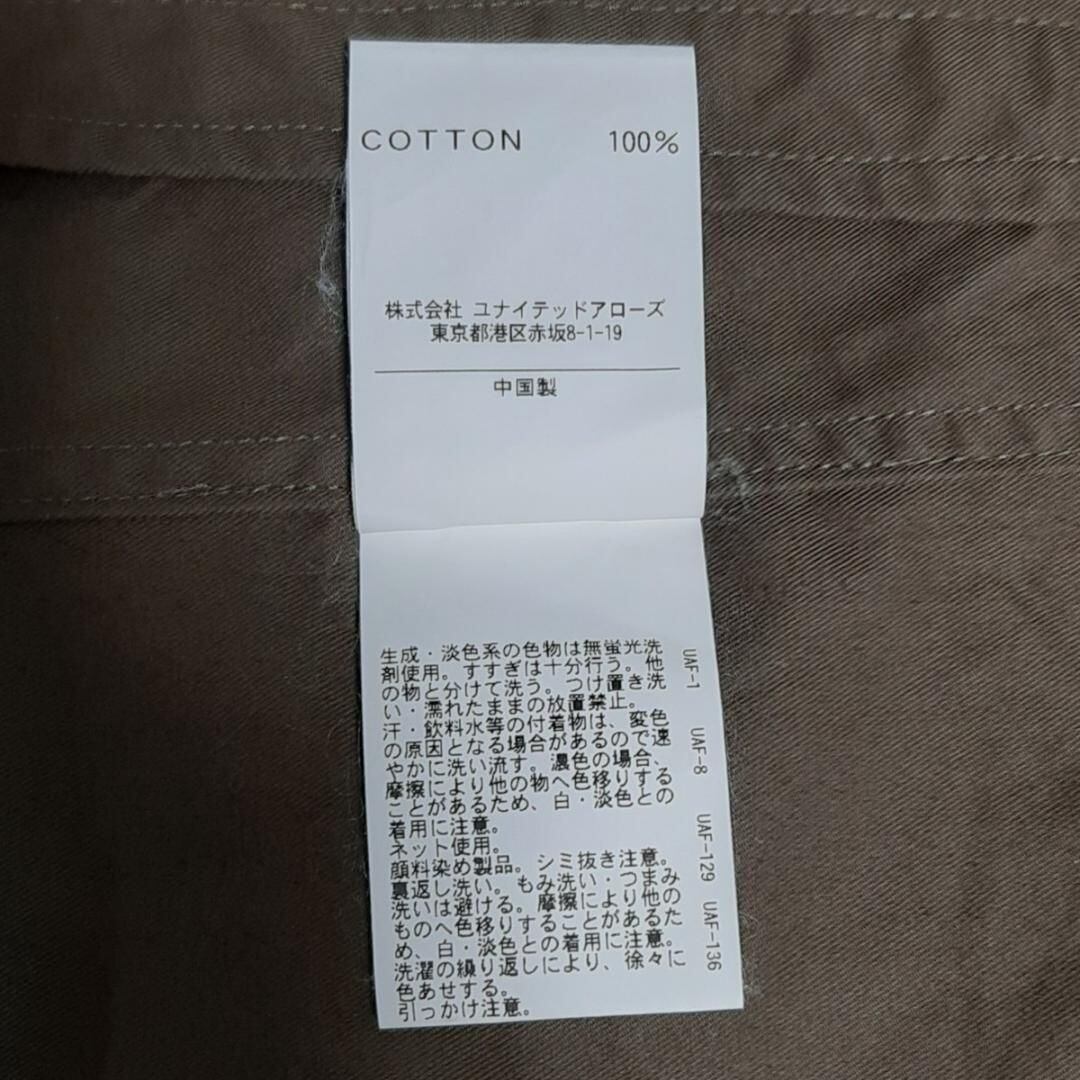 COTTON 100%
株式会社 ユナイテッドアローズ
東京都港区赤坂8-1-19
中国製
生成・淡色系の色物は無蛍光洗
剤使用。すすぎは十分行う。他
の物と分けて洗う。つけ置き洗
い・濡れたままの放置禁止。
汗・飲料水等の付着物は、変色
の原因となる場合があるので速
やかに洗い流す。濃色の場合、
摩擦により他の物へ色移りする
ことがあるため、白・淡色との
着用に注意。
ネット使用。
顔料染め製品。シミ抜き注意。
裏返し洗い。もみ洗い・つまみ
洗いは避ける。摩擦により他の
ものへ色移りすることがあるた
め、白・淡色との着用に注意。
洗濯の繰り返しにより、徐々に
色あせする。
引っかけ注意。
UAF-1
UAF-8
UAF-129
UAF-136